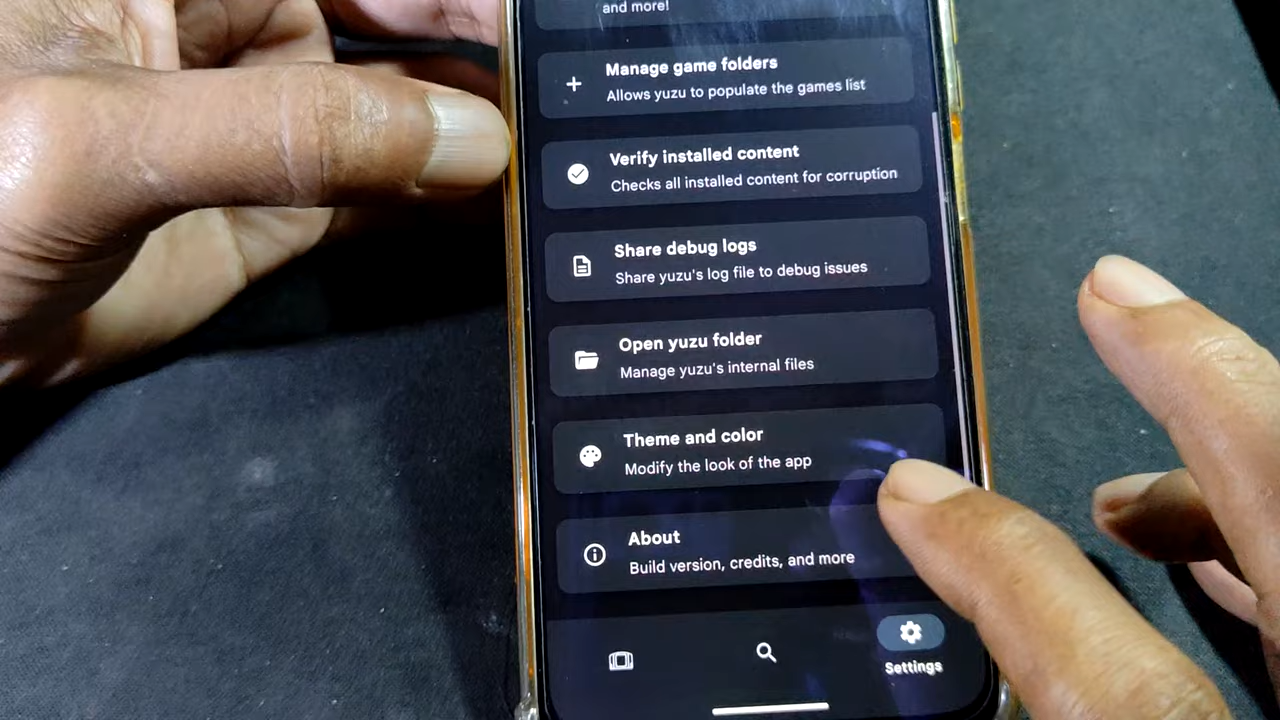 and more!
Manage game folders
Allows yuzu to populate the games list
Verify installed content
Checks all installed content for corruption
Share debug logs
Share yuzu's log file to debug issues
Open yuzu folder
Manage yuzu's internal files
Theme and color
Modify the look of the app
About
Build version, credits, and more
Settings